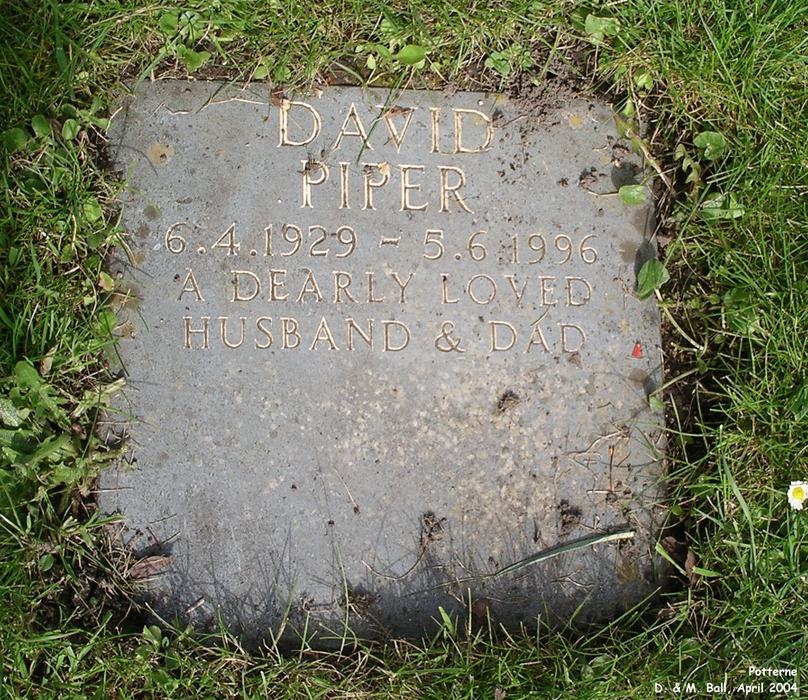 DAVID
PIPER
6.4.1929 - 5.6.1996
A DEARLY LOVED
HUSBAND & DAD
Potterne
D. & M. Ball, April 2004